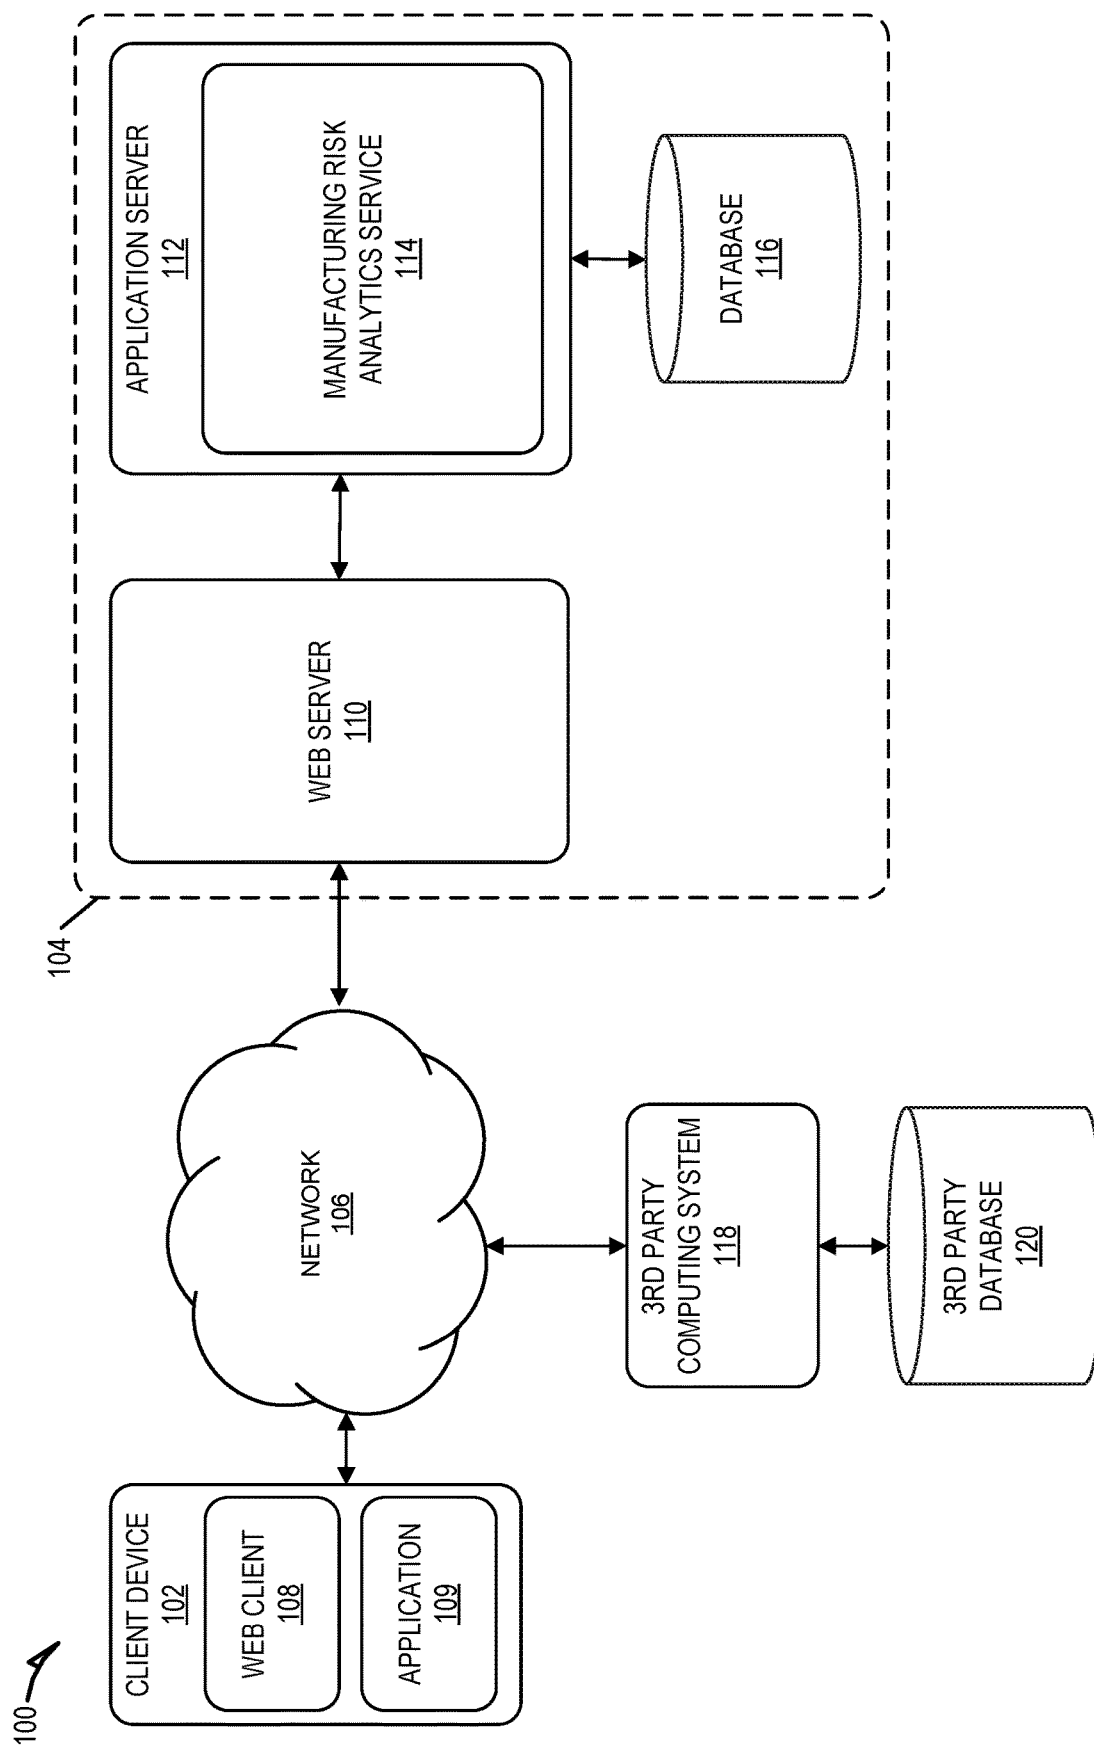 100
CLIENT DEVICE
102
WEB CLIENT
108
APPLICATION
109
NETWORK
106
3RD PARTY
COMPUTING SYSTEM
118
3RD PARTY
DATABASE
120
104
WEB SERVER
110
APPLICATION SERVER
112
MANUFACTURING RISK
ANALYTICS SERVICE
114
DATABASE
116